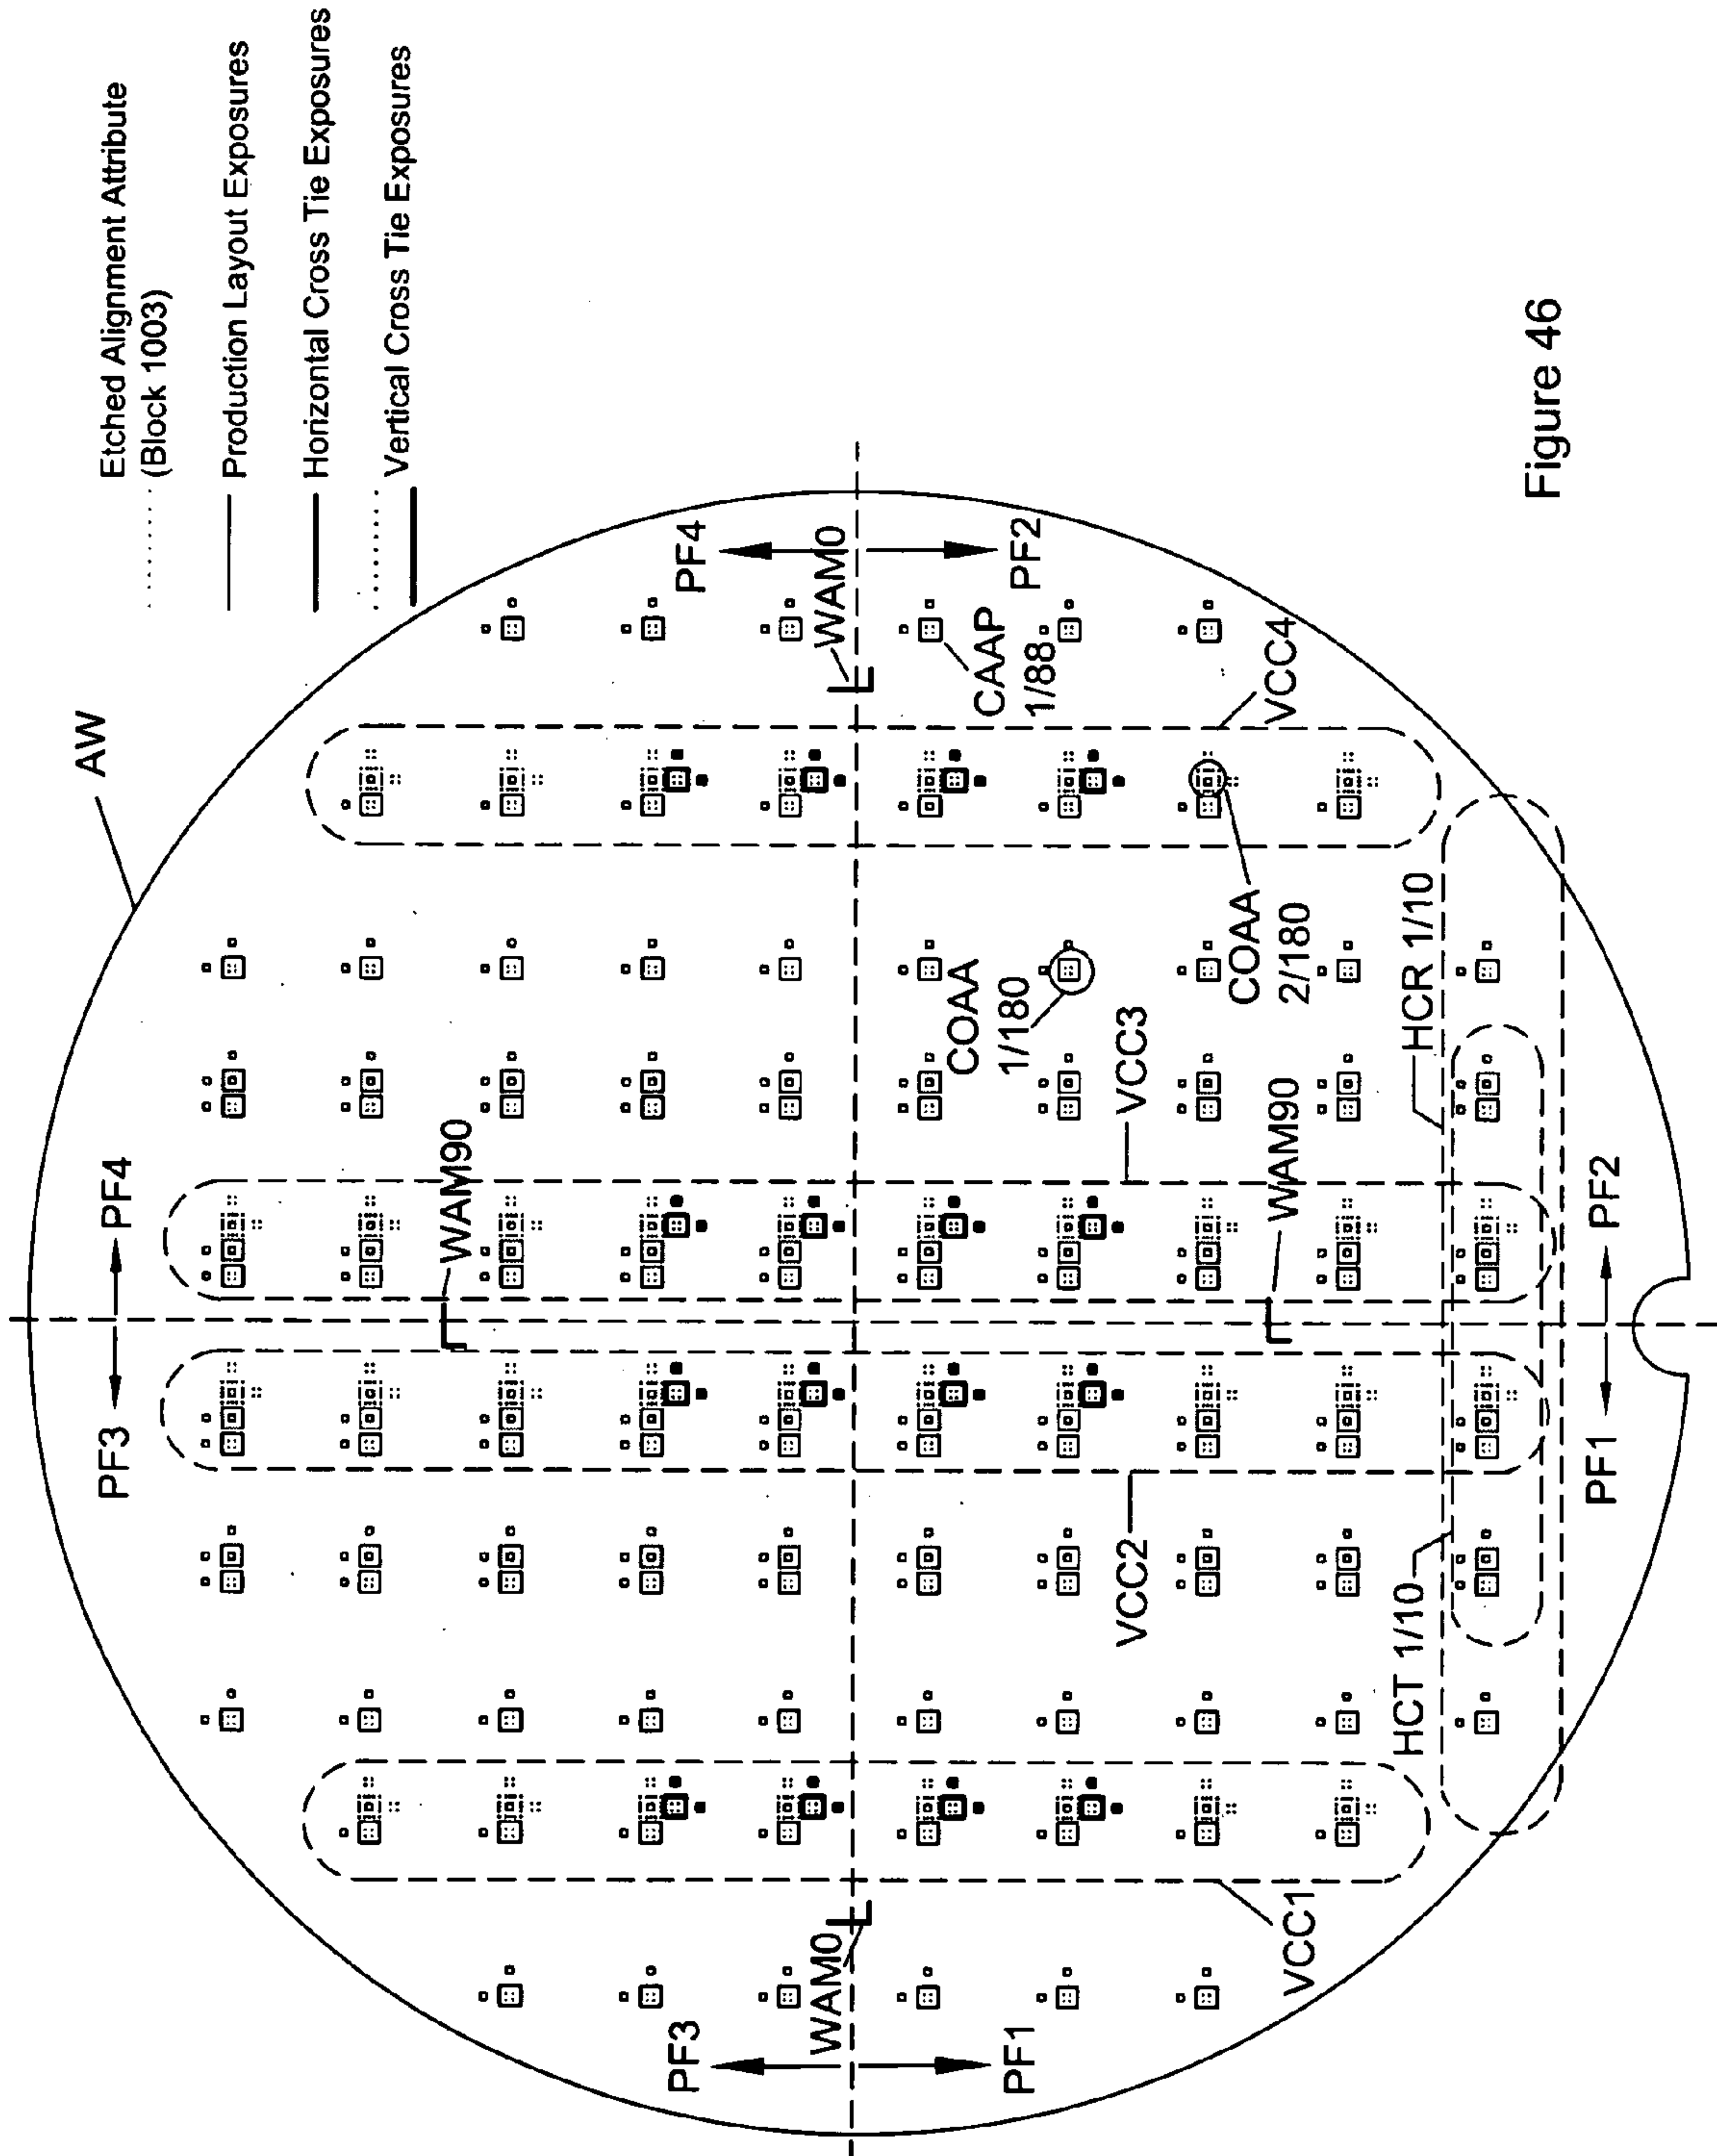 Etched Alignment Attribute
(Block 1003)
Production Layout Exposures
Horizontal Cross Tie Exposures
Vertical Cross Tie Exposures
AW
PF3
PF4
WAM90
PF3
PF4
WAM0
WAM0
PF1
PF2
CAAP
1/88
COAA
1/180
VCC3
VCC2
WAM90
COAA
2/180
VCC4
VCC1
HCT 1/10
HCR 1/10
PF1
PF2
Figure 46